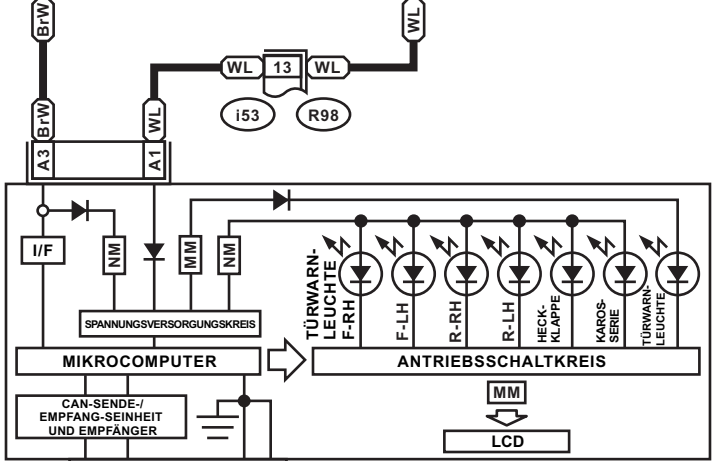 BrW
WL
WL 13 WL
i53 R98
BrW
WL
A3
A1
I/F
NM
MM
NM
TÜRWARN-
LEUCHTE
F-RH
F-LH
R-RH
R-LH
HECK-
KLAPPE
KAROS-
SERIE
TÜRWARN-
LEUCHTE
SPANNUNGSVERSORGUNGSKREIS
MIKROCOMPUTER
ANTRIEBSSCHALTKREIS
CAN-SENDE-/
EMPFANG-SEINHEIT
UND EMPFÄNGER
MM
LCD